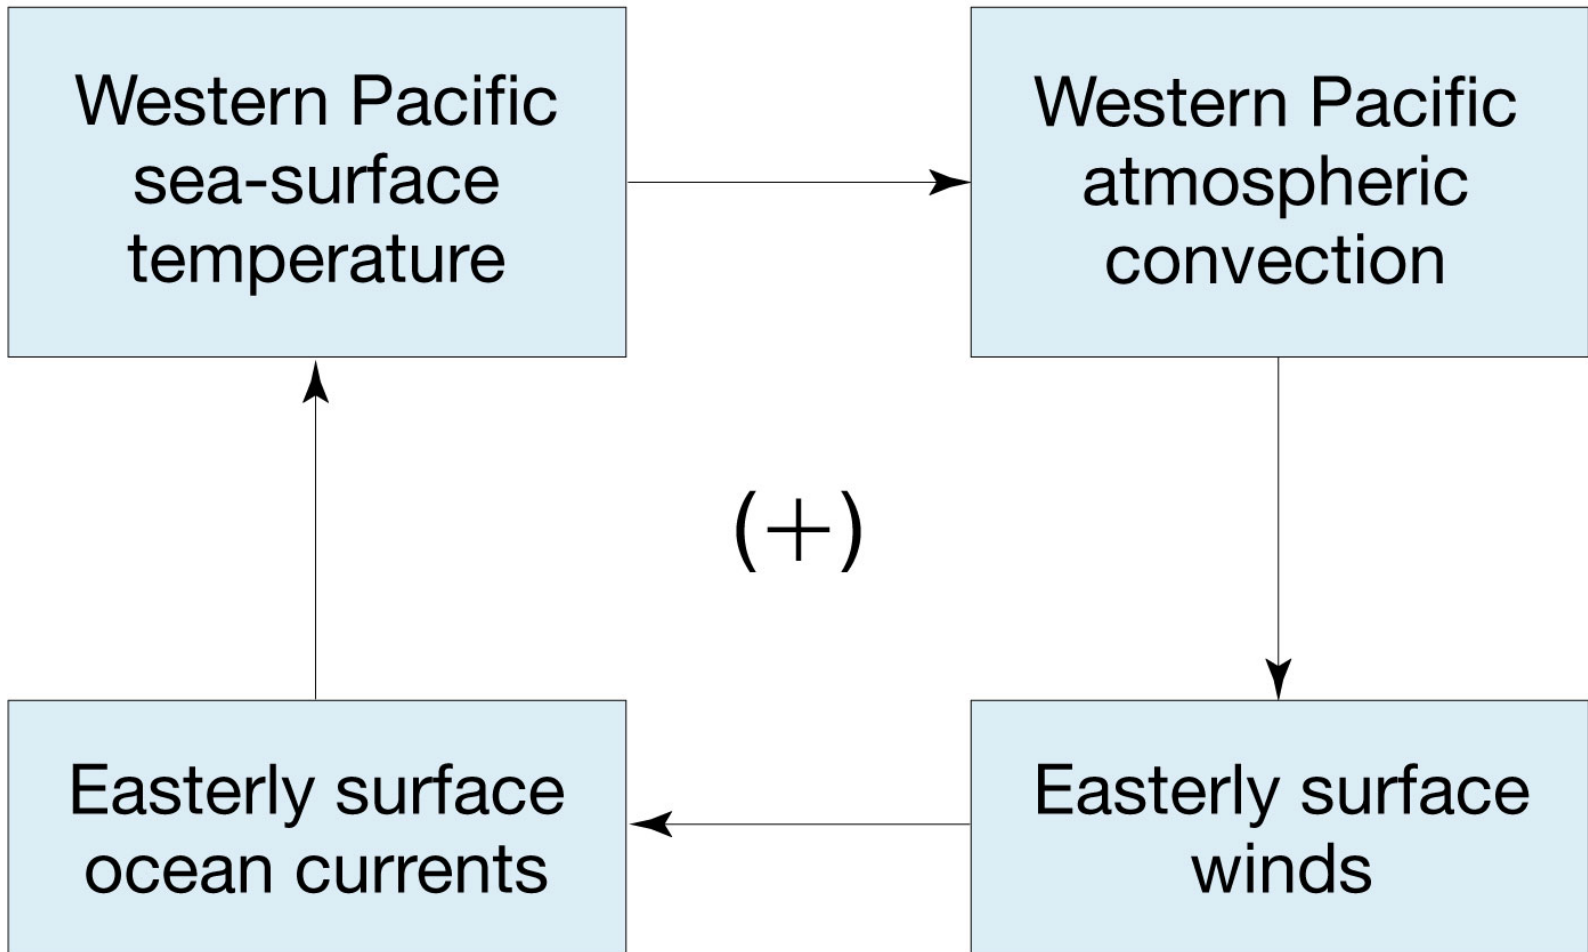 Western Pacific
sea-surface
temperature
Western Pacific
atmospheric
convection
(+)
Easterly surface
ocean currents
Easterly surface
winds